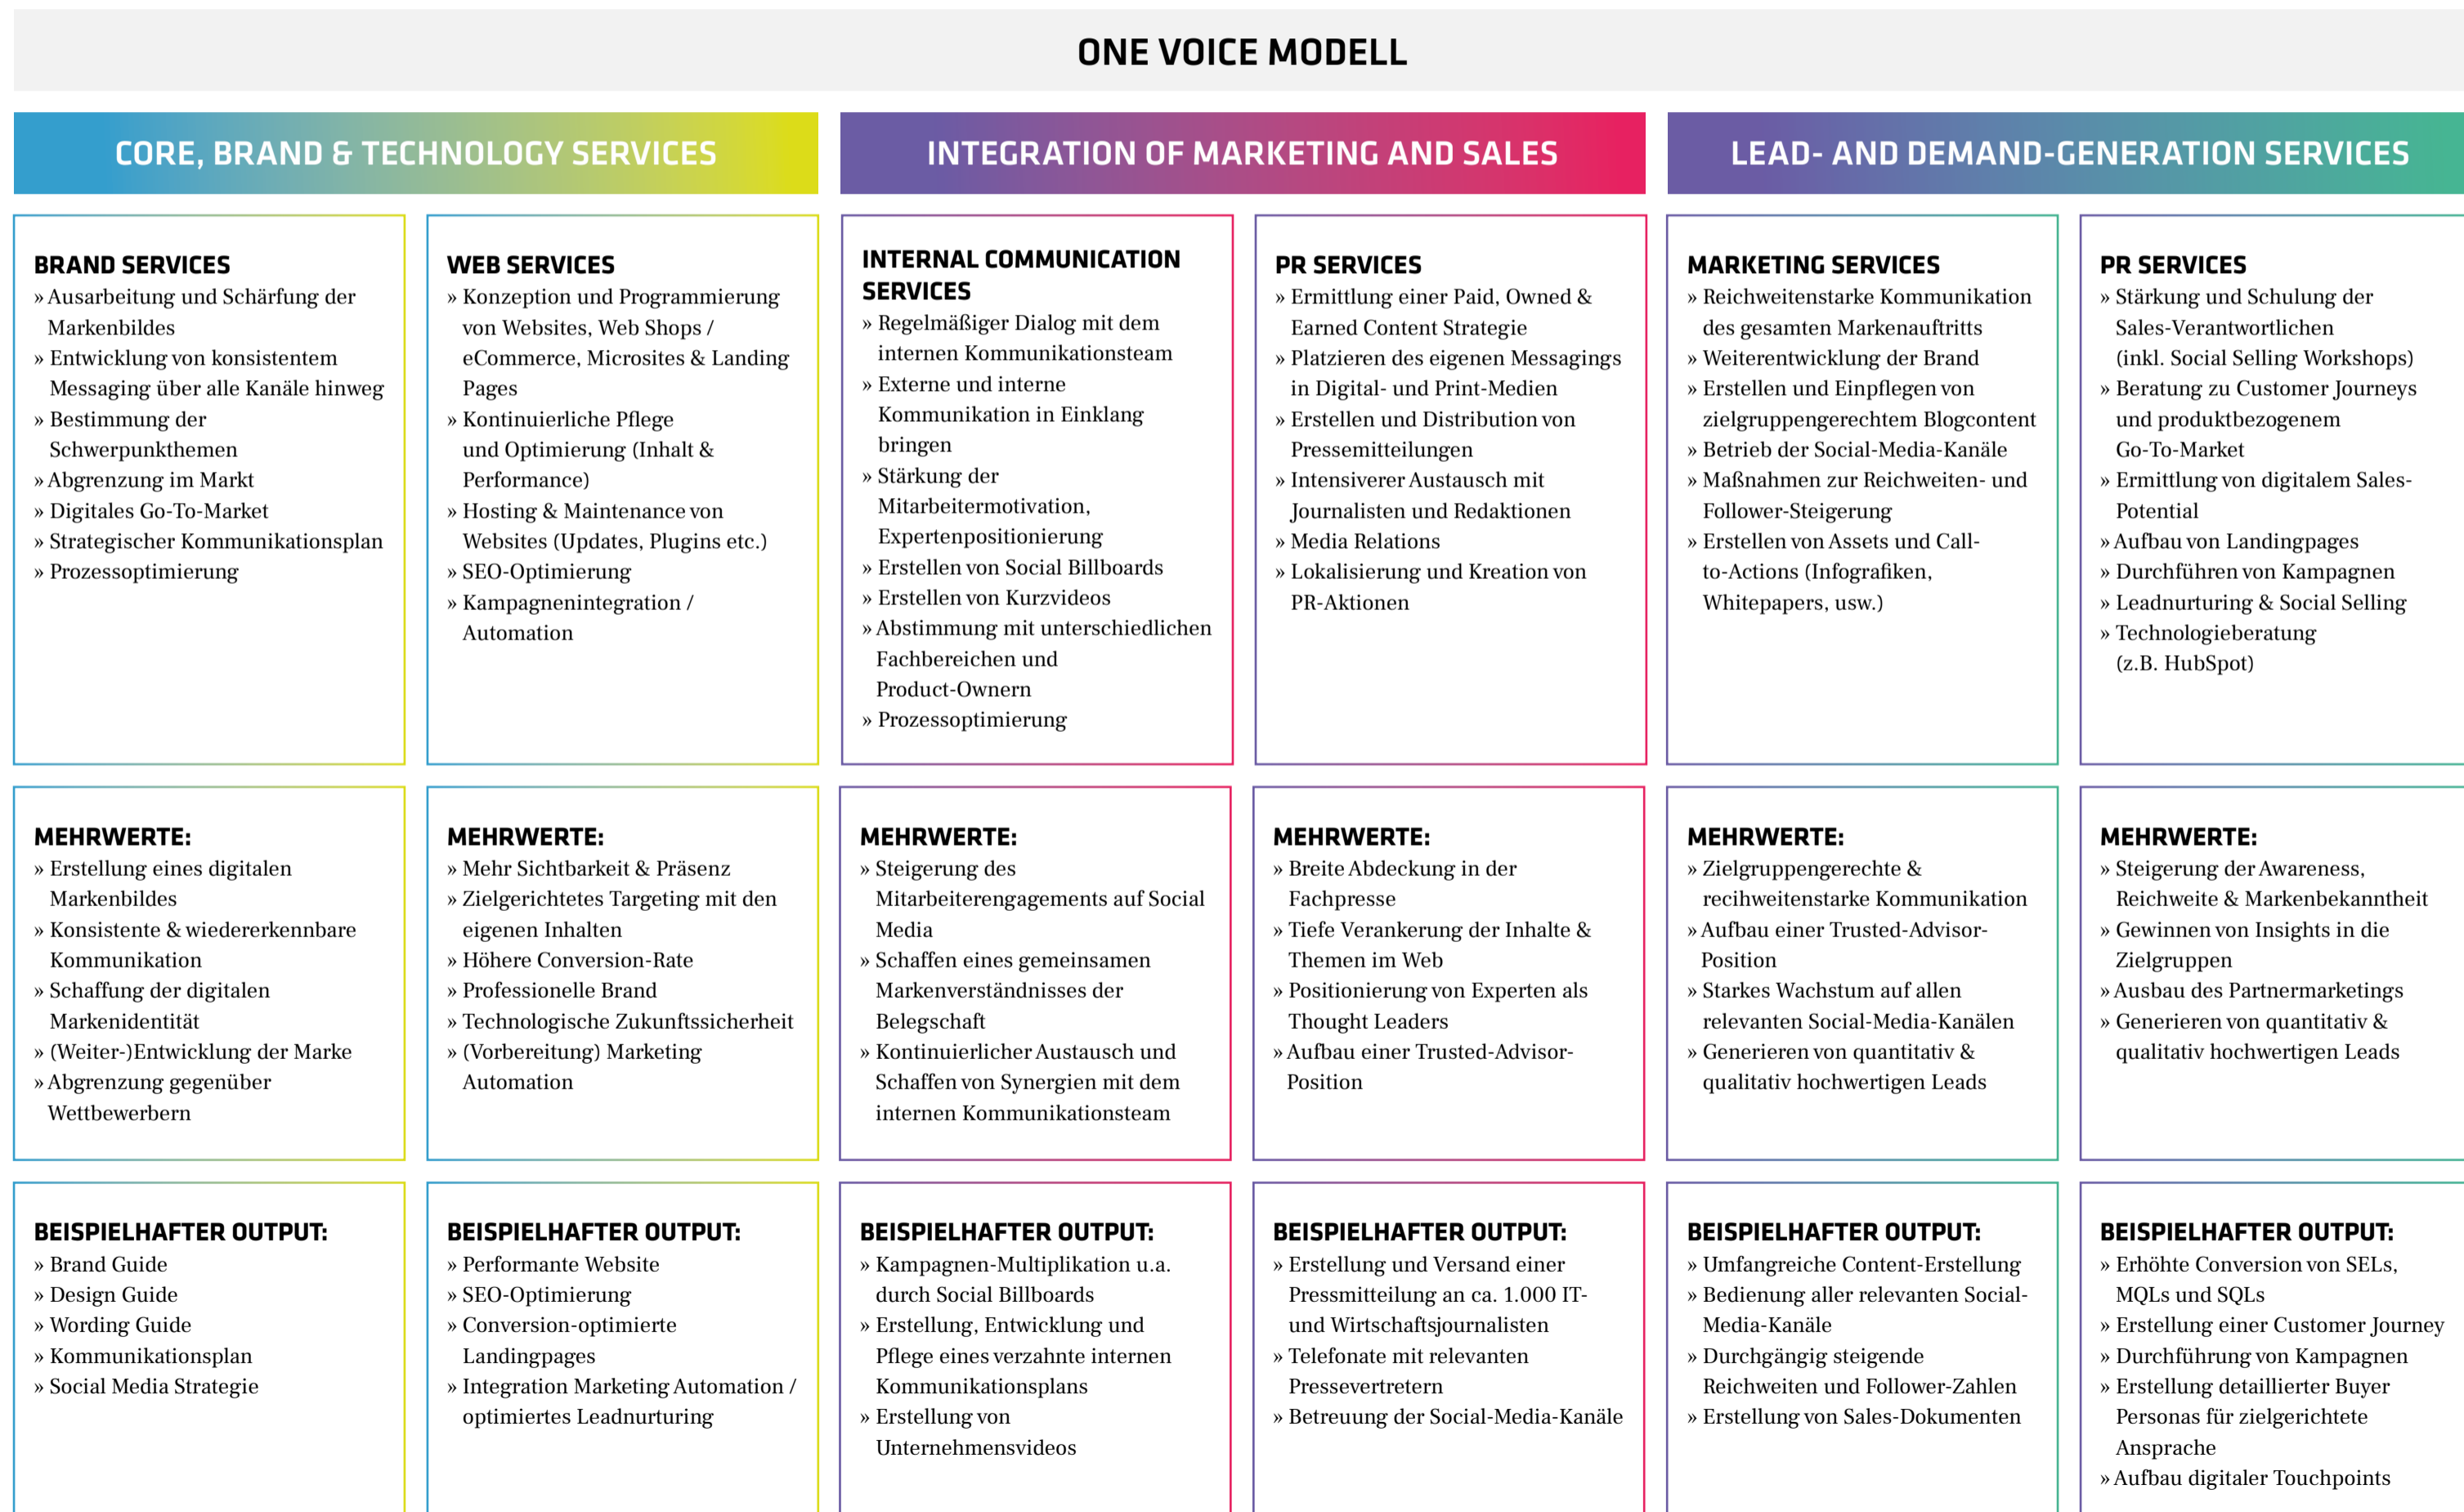 ONE VOICE MODELL
CORE, BRAND & TECHNOLOGY SERVICES
INTEGRATION OF MARKETING AND SALES
LEAD- AND DEMAND-GENERATION SERVICES
BRAND SERVICES
» Ausarbeitung und Schärfung der
Markenbildes
» Entwicklung von konsistentem
Messaging über alle Kanäle hinweg
» Bestimmung der
Schwerpunkthemen
» Abgrenzung im Markt
» Digitales Go-To-Market
» Strategischer Kommunikationsplan
» Prozessoptimierung
WEB SERVICES
» Konzeption und Programmierung
von Websites, Web Shops /
eCommerce, Microsites & Landing
Pages
» Kontinuierliche Pflege
und Optimierung (Inhalt &
Performance)
» Hosting & Maintenance von
Websites (Updates, Plugins etc.)
» SEO-Optimierung
» Kampagnenintegration /
Automation
INTERNAL COMMUNICATION
SERVICES
» Regelmäßiger Dialog mit dem
internen Kommunikationsteam
» Externe und interne
Kommunikation in Einklang
bringen
» Stärkung der
Mitarbeitermotivation,
Expertenpositionierung
» Erstellen von Social Billboards
» Erstellen von Kurzvideos
» Abstimmung mit unterschiedlichen
Fachbereichen und
Product-Ownern
» Prozessoptimierung
PR SERVICES
» Ermittlung einer Paid, Owned &
Earned Content Strategie
» Platzieren des eigenen Messagings
in Digital- und Print-Medien
» Erstellen und Distribution von
Pressemitteilungen
» Intensiverer Austausch mit
Journalisten und Redaktionen
» Media Relations
» Lokalisierung und Kreation von
PR-Aktionen
MARKETING SERVICES
» Reichweitenstarke Kommunikation
des gesamten Markenauftritts
» Weiterentwicklung der Brand
» Erstellen und Einpflegen von
zielgruppengerechtem Blogcontent
» Betrieb der Social-Media-Kanäle
» Maßnahmen zur Reichweiten- und
Follower-Steigerung
» Erstellen von Assets und Call-
to-Actions (Infografiken,
Whitepapers, usw.)
PR SERVICES
» Stärkung und Schulung der
Sales-Verantwortlichen
(inkl. Social Selling Workshops)
» Beratung zu Customer Journeys
und produktbezogenem
Go-To-Market
» Ermittlung von digitalem Sales-
Potential
» Aufbau von Landingpages
» Durchführen von Kampagnen
» Leadnurturing & Social Selling
» Technologieberatung
(z.B. HubSpot)
MEHRWERTE:
» Erstellung eines digitalen
Markenbildes
» Konsistente & wiedererkennbare
Kommunikation
» Schaffung der digitalen
Markenidentität
» (Weiter-)Entwicklung der Marke
» Abgrenzung gegenüber
Wettbewerbern
MEHRWERTE:
» Mehr Sichtbarkeit & Präsenz
» Zielgerichtetes Targeting mit den
eigenen Inhalten
» Höhere Conversion-Rate
» Professionelle Brand
» Technologische Zukunftssicherheit
» (Vorbereitung) Marketing
Automation
MEHRWERTE:
» Steigerung des
Mitarbeiterengagements auf Social
Media
» Schaffen eines gemeinsamen
Markenverständnisses der
Belegschaft
» Kontinuierlicher Austausch und
Schaffen von Synergien mit dem
internen Kommunikationsteam
MEHRWERTE:
» Breite Abdeckung in der
Fachpresse
» Tiefe Verankerung der Inhalte &
Themen im Web
» Positionierung von Experten als
Thought Leaders
» Aufbau einer Trusted-Advisor-
Position
MEHRWERTE:
» Zielgruppengerechte &
recihweitenstarke Kommunikation
» Aufbau einer Trusted-Advisor-
Position
» Starkes Wachstum auf allen
relevanten Social-Media-Kanälen
» Generieren von quantitativ &
qualitativ hochwertigen Leads
MEHRWERTE:
» Steigerung der Awareness,
Reichweite & Markenbekanntheit
» Gewinnen von Insights in die
Zielgruppen
» Ausbau des Partnermarketings
» Generieren von quantitativ &
qualitativ hochwertigen Leads
BEISPIELHAFTER OUTPUT:
» Brand Guide
» Design Guide
» Wording Guide
» Kommunikationsplan
» Social Media Strategie
BEISPIELHAFTER OUTPUT:
» Performante Website
» SEO-Optimierung
» Conversion-optimierte
Landingpages
» Integration Marketing Automation /
optimiertes Leadnurturing
BEISPIELHAFTER OUTPUT:
» Kampagnen-Multiplikation u.a.
durch Social Billboards
» Erstellung, Entwicklung und
Pflege eines verzahnte internen
Kommunikationsplans
» Erstellung von
Unternehmensvideos
BEISPIELHAFTER OUTPUT:
» Erstellung und Versand einer
Pressmitteilung an ca. 1.000 IT-
und Wirtschaftsjournalisten
» Telefonate mit relevanten
Pressevertretern
» Betreuung der Social-Media-Kanäle
BEISPIELHAFTER OUTPUT:
» Umfangreiche Content-Erstellung
» Bedienung aller relevanten Social-
Media-Kanäle
» Durchgängig steigende
Reichweiten und Follower-Zahlen
» Erstellung von Sales-Dokumenten
BEISPIELHAFTER OUTPUT:
» Erhöhte Conversion von SELs,
MQLs und SQLs
» Erstellung einer Customer Journey
» Durchführung von Kampagnen
» Erstellung detaillierter Buyer
Personas für zielgerichtete
Ansprache
» Aufbau digitaler Touchpoints